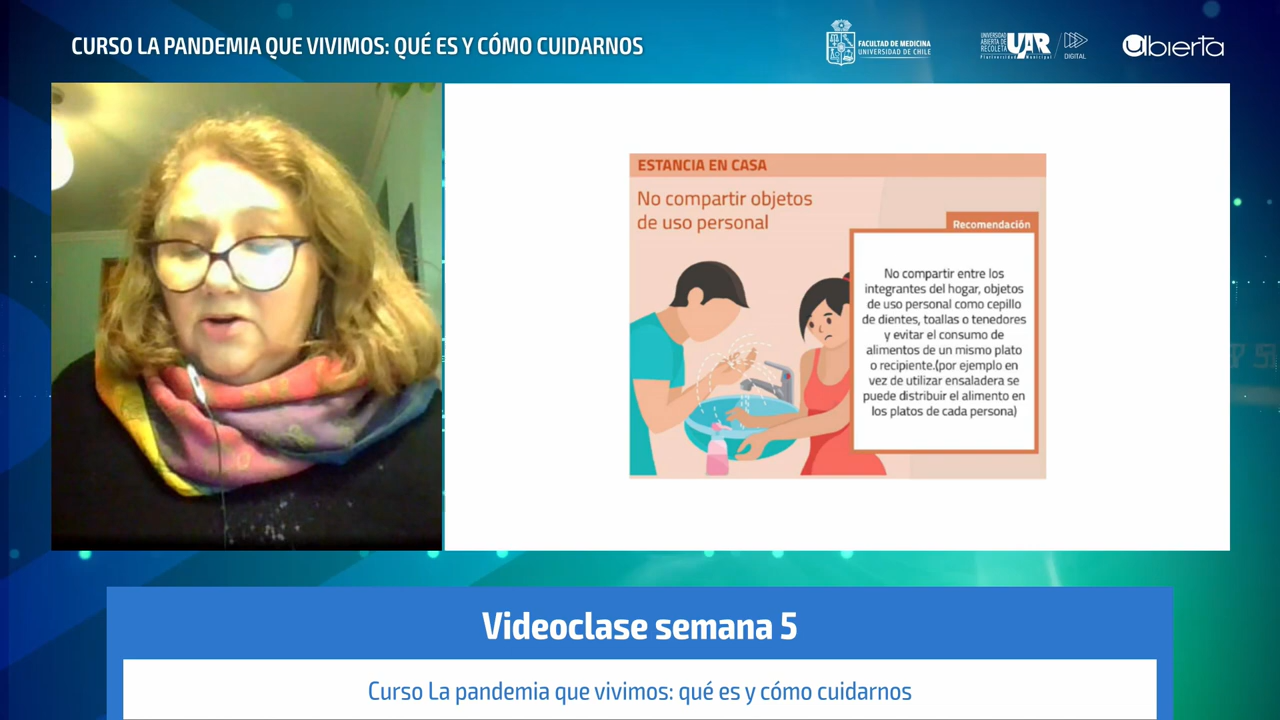 CURSO LA PANDEMIA QUE VIVIMOS: QUÉ ES Y CÓMO CUIDARNOS
FACULTAD DE MEDICINA
UNIVERSIDAD DE CHILE
UNIVERSIDAD
ABIERTA DE
RECOLETA
UAR
DIGITAL
Uabierta
ESTANCIA EN CASA
No compartir objetos
de uso personal
Recomendación
No compartir entre los
integrantes del hogar, objetos
de uso personal como cepillo
de dientes, toallas o tenedores
y evitar el consumo de
alimentos de un mismo plato
o recipiente.(por ejemplo en
vez de utilizar ensaladera se
puede distribuir el alimento en
los platos de cada persona)
Videoclase semana 5
Curso La pandemia que vivimos: qué es y cómo cuidarnos